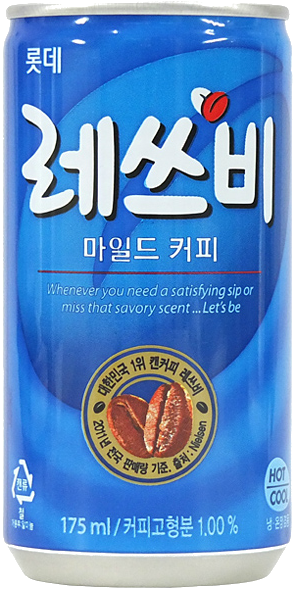 롯데
레쓰비
마일드 커피
Whenever you need a satisfying sip or
miss that savory scent ... Let's be
대한민국 1위 캔커피 레쓰비
2011년 전국 판매량 기준. 출처 : Nielsen
캔류
철
HOT
COOL
175 ml / 커피고형분 1.00 %